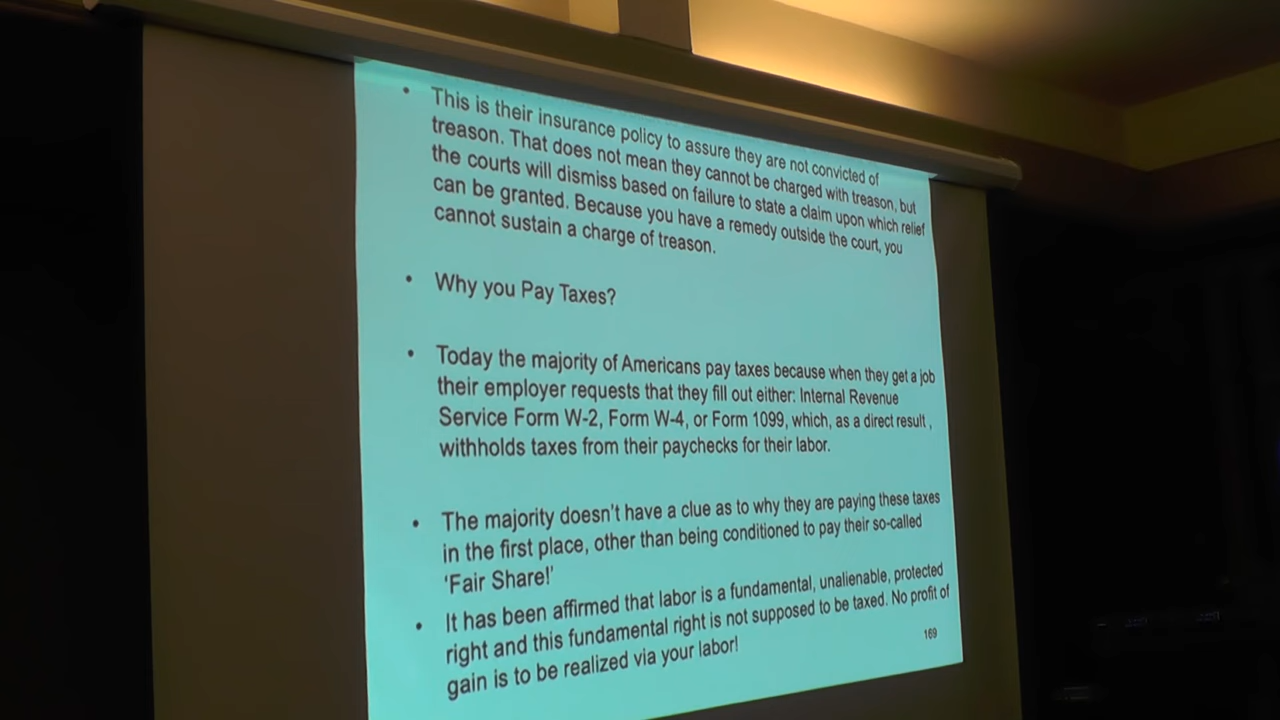 • This is their insurance policy to assure they are not convicted of
treason. That does not mean they cannot be charged with treason, but
the courts will dismiss based on failure to state a claim upon which relief
can be granted. Because you have a remedy outside the court, you
cannot sustain a charge of treason.
• Why you Pay Taxes?
• Today the majority of Americans pay taxes because when they get a job
their employer requests that they fill out either: Internal Revenue
Service Form W-2, Form W-4, or Form 1099, which, as a direct result ,
withholds taxes from their paychecks for their labor.
• The majority doesn't have a clue as to why they are paying these taxes
in the first place, other than being conditioned to pay their so-called
'Fair Share!'
• It has been affirmed that labor is a fundamental, unalienable, protected
right and this fundamental right is not supposed to be taxed. No profit of
gain is to be realized via your labor!
169